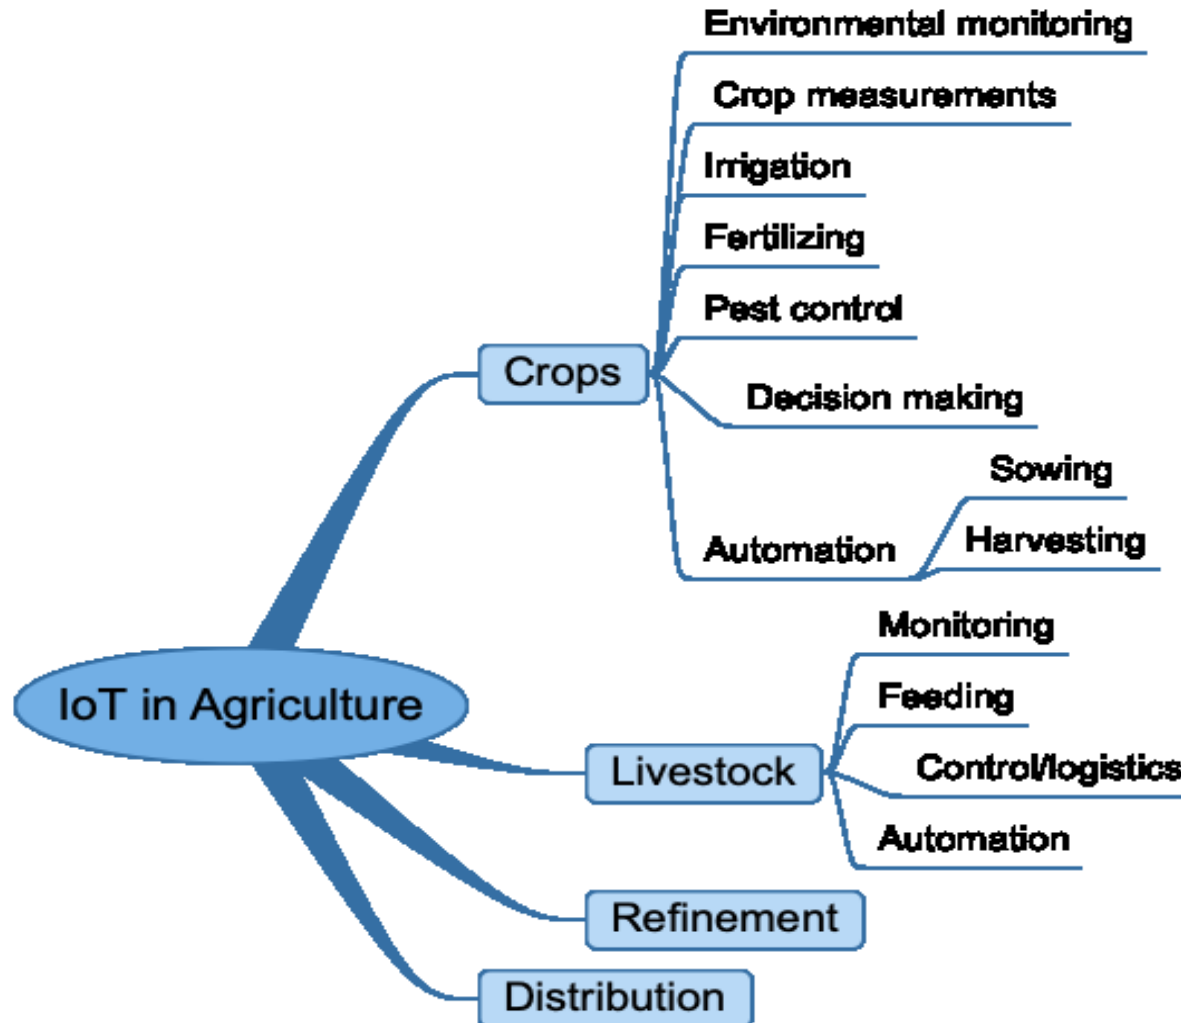 Environmental monitoring
Crop measurements
Irrigation
Fertilizing
Pest control
Crops
Decision making
Sowing
Automation
Harvesting
Monitoring
IoT in Agriculture
Feeding
Livestock
Control/logistics
Automation
Refinement
Distribution